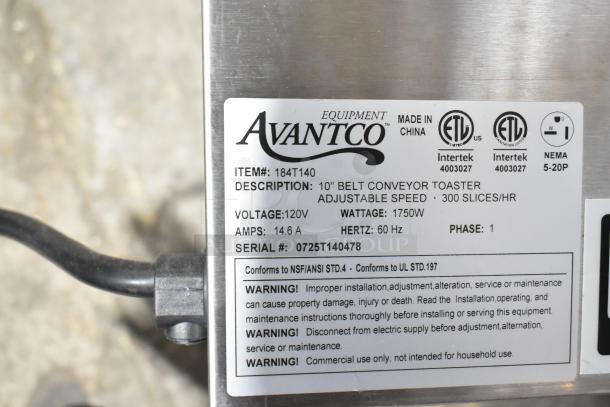 EQUIPMENT
AVANTCO™
MADE IN
CHINA
ETL
US
Intertek
4003027
ETL
Intertek
4003027
G
W
NEMA
5-20P
ITEM#: 184T140
DESCRIPTION: 10" BELT CONVEYOR TOASTER
ADJUSTABLE SPEED · 300 SLICES/HR
VOLTAGE:120V WATTAGE: 1750W
AMPS: 14.6 A HERTZ: 60 Hz PHASE: 1
SERIAL #: 0725T140478
Conforms to NSF/ANSI STD.4 - Conforms to UL STD.197
WARNING! Improper installation,adjustment,alteration, service or maintenance
can cause property damage, injury or death. Read the Installation,operating, and
maintenance instructions thoroughly before installing or serving this equipment.
WARNING! Disconnect from electric supply before adjustment,alternation,
service or maintenance.
WARNING! Commercial use only, not intended for household use.